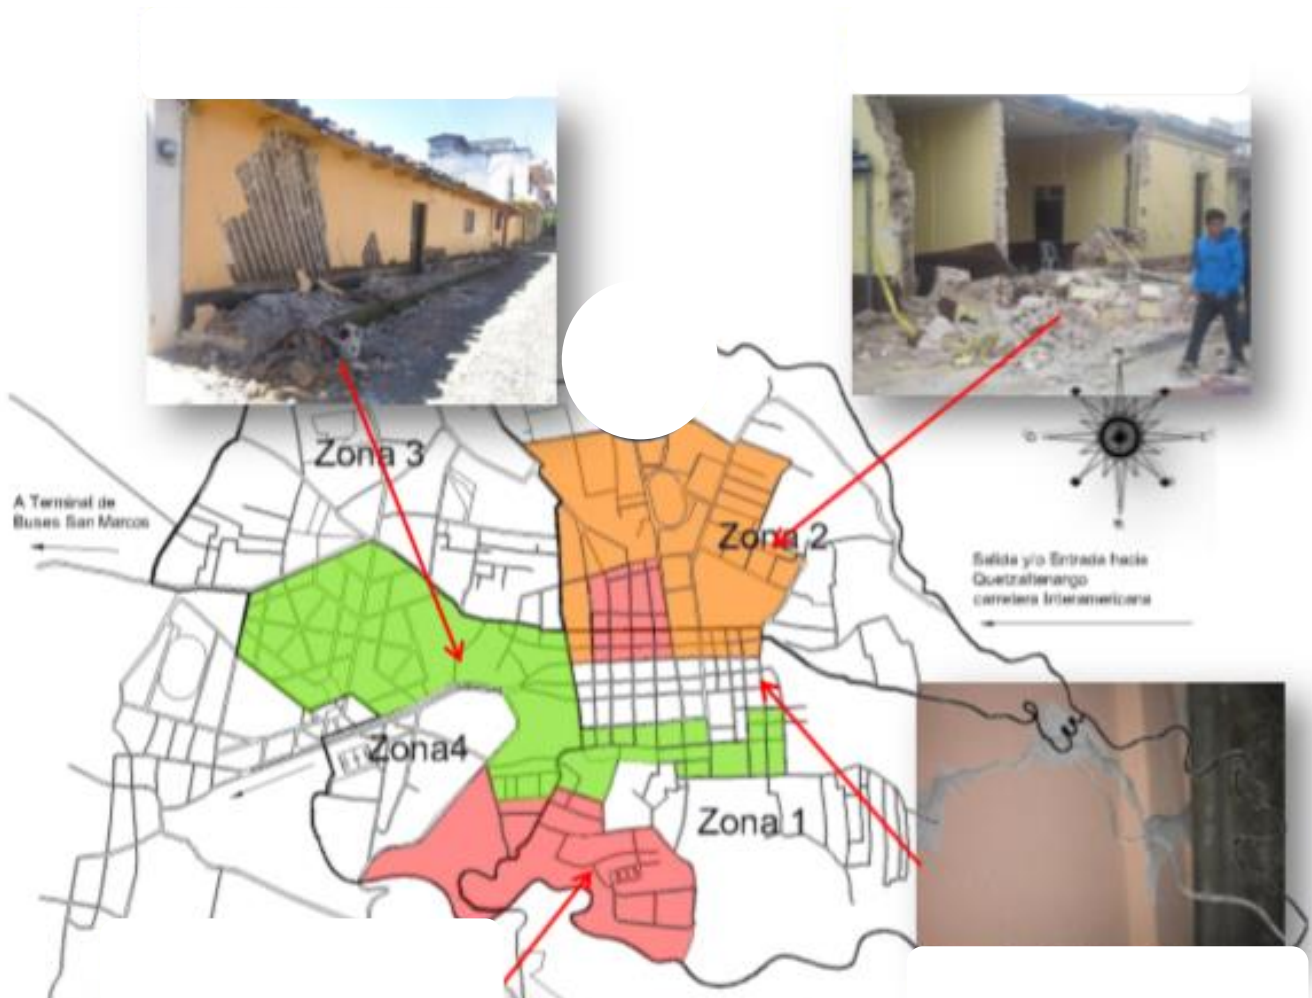 Zona 3
A Terminal de
Buses San Marcos
Zona 2
Salida y/o Entrada hacia
Quetzaltenango
carretera Interamericana
Zona4
Zona 1